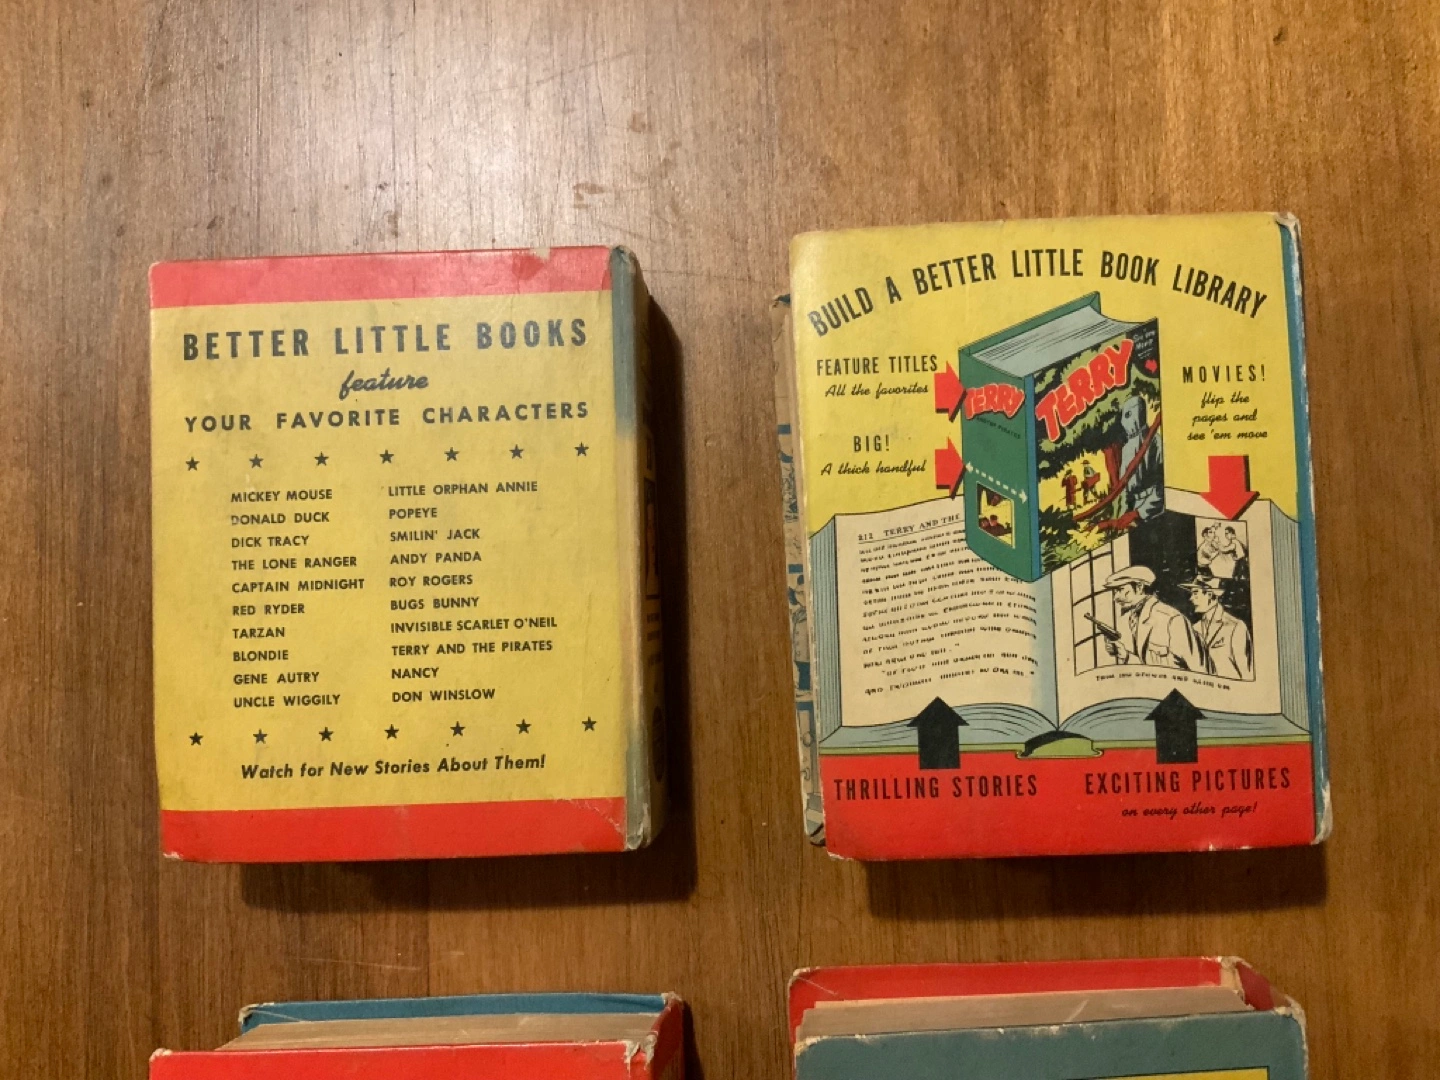 BETTER LITTLE BOOKS
feature
YOUR FAVORITE CHARACTERS
MICKEY MOUSE
DONALD DUCK
DICK TRACY
THE LONE RANGER
CAPTAIN MIDNIGHT
RED RYDER
TARZAN
BLONDIE
GENE AUTRY
UNCLE WIGGILY
LITTLE ORPHAN ANNIE
POPEYE
SMILIN' JACK
ANDY PANDA
ROY ROGERS
BUGS BUNNY
INVISIBLE SCARLET O'NEIL
TERRY AND THE PIRATES
NANCY
DON WINSLOW
Watch for New Stories About Them!
BUILD A BETTER LITTLE BOOK LIBRARY
FEATURE TITLES
All the favorites
BIG!
A thick handful
TERRY
TERRY
MOVIES!
flip the
pages and
see 'em move
212 TERRY AND THE
THRILLING STORIES
EXCITING PICTURES
on every other page!